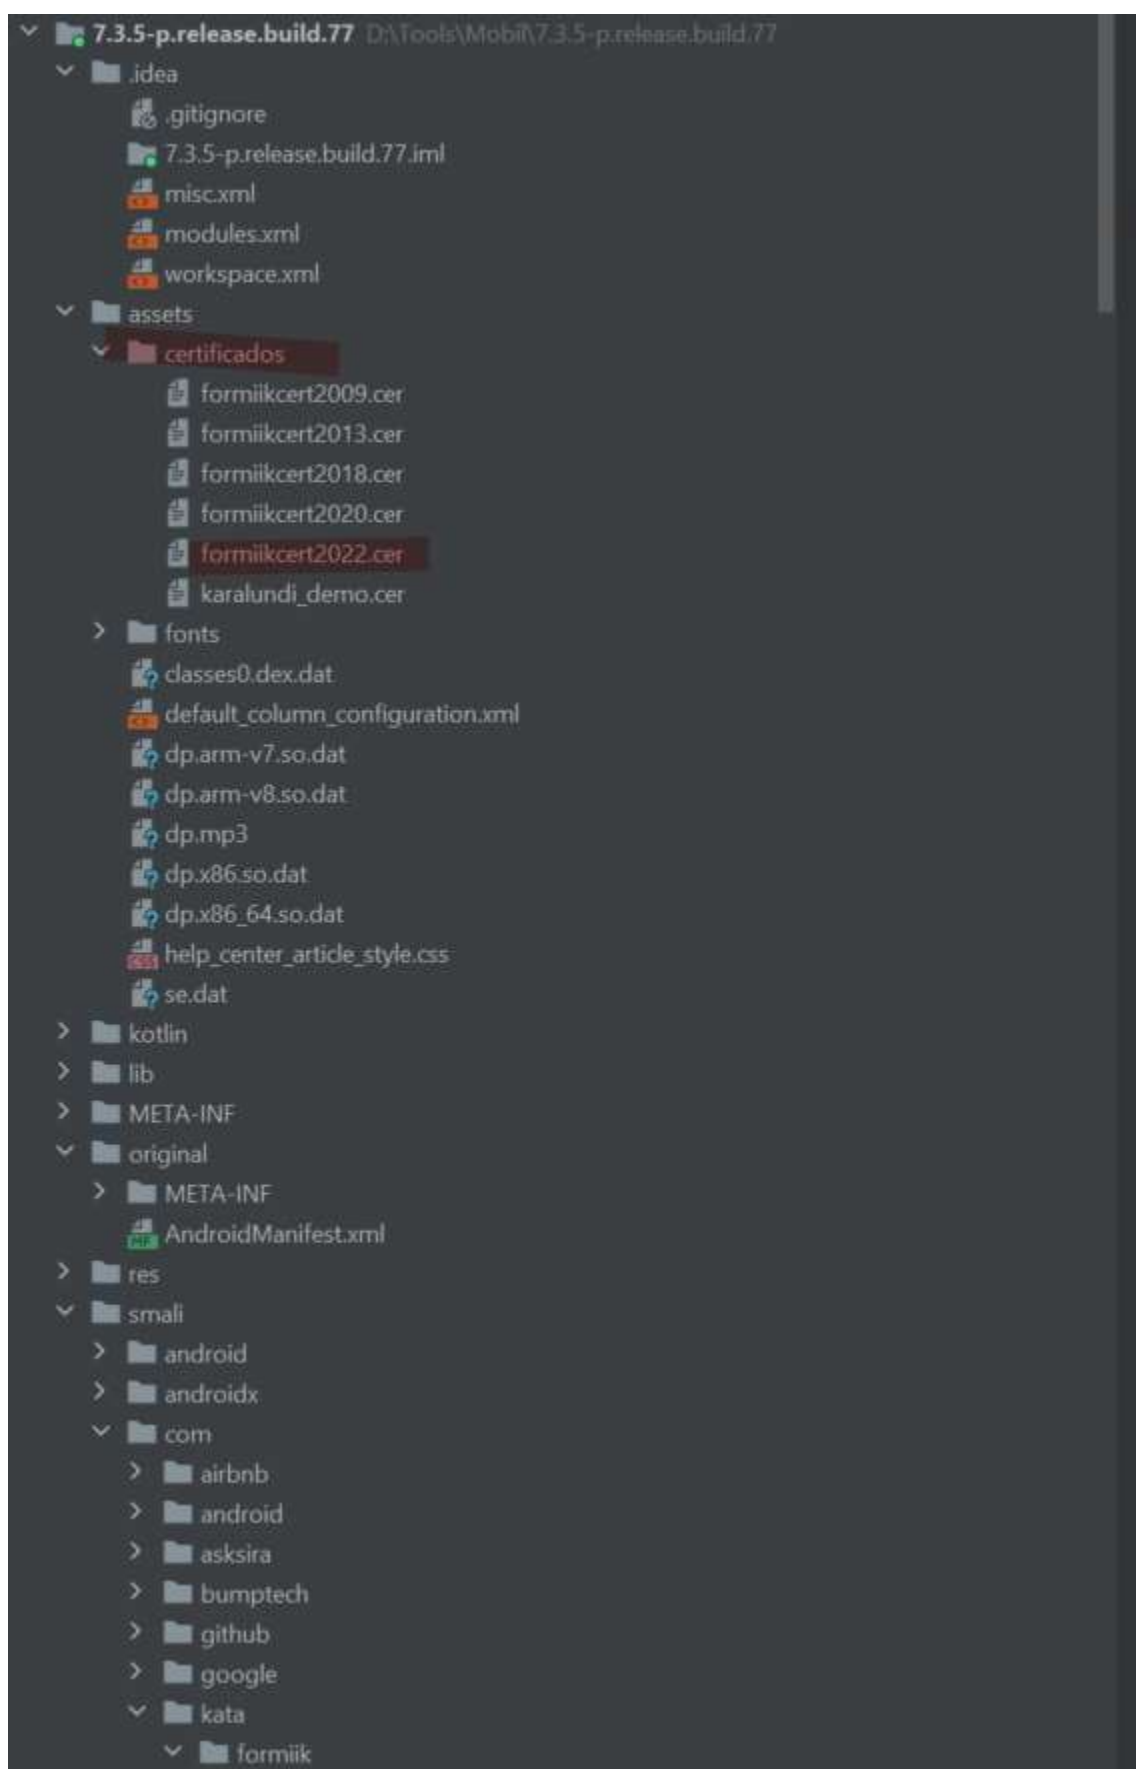 7.3.5-p.release.build.77 D:\Tools\Mobil\7.3.5-p.release.build.77
.idea
.gitignore
7.3.5-p.release.build.77.iml
misc.xml
modules.xml
workspace.xml
assets
certificados
formiikcert2009.cer
formiikcert2013.cer
formiikcert2018.cer
formiikcert2020.cer
formiikcert2022.cer
karalundi_demo.cer
fonts
classes0.dex.dat
default_column_configuration.xml
dp.arm-v7.so.dat
dp.arm-v8.so.dat
dp.mp3
dp.x86.so.dat
dp.x86_64.so.dat
help_center_article_style.css
se.dat
kotlin
lib
META-INF
original
META-INF
AndroidManifest.xml
res
smali
android
androidx
com
airbnb
android
asksira
bumptech
github
google
kata
formiik